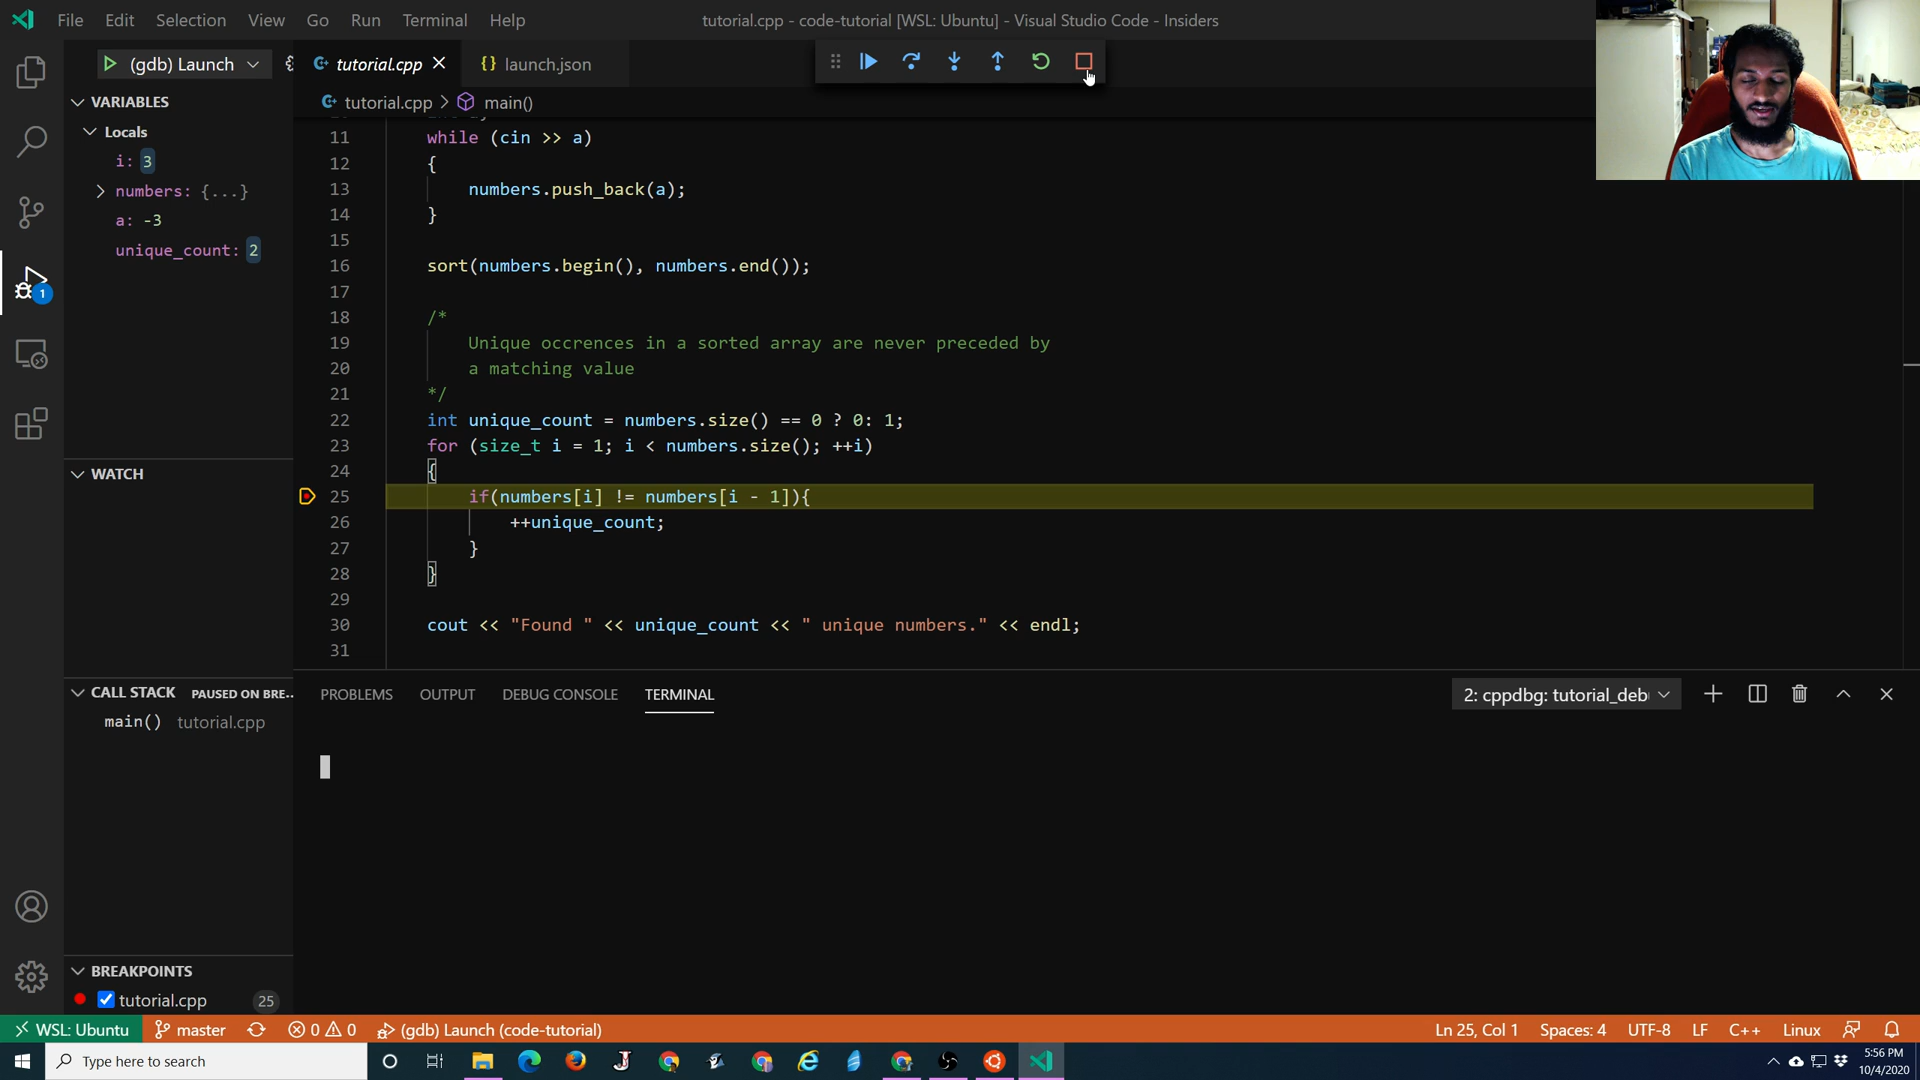 File Edit Selection View Go Run Terminal Help
tutorial.cpp - code-tutorial [WSL: Ubuntu] - Visual Studio Code - Insiders
(gdb) Launch
tutorial.cpp
launch.json
tutorial.cpp > main()
VARIABLES
Locals
i: 3
numbers: {...}
a: -3
unique_count: 2
WATCH
CALL STACK PAUSED ON BRE..
main() tutorial.cpp
BREAKPOINTS
tutorial.cpp 25
11 while (cin >> a)
12 {
13 numbers.push_back(a);
14 }
15
16 sort(numbers.begin(), numbers.end());
17
18 /*
19 Unique occrences in a sorted array are never preceded by
20 a matching value
21 */
22 int unique_count = numbers.size() == 0 ? 0: 1;
23 for (size_t i = 1; i < numbers.size(); ++i)
24 {
25 if(numbers[i] != numbers[i - 1]){
26 ++unique_count;
27 }
28 }
29
30 cout << "Found " << unique_count << " unique numbers." << endl;
31
PROBLEMS OUTPUT DEBUG CONSOLE TERMINAL
2: cppdbg: tutorial_deb
1
WSL: Ubuntu master 0 0 (gdb) Launch (code-tutorial)
Ln 25, Col 1 Spaces: 4 UTF-8 LF C++ Linux
Type here to search
5:56 PM
10/4/2020